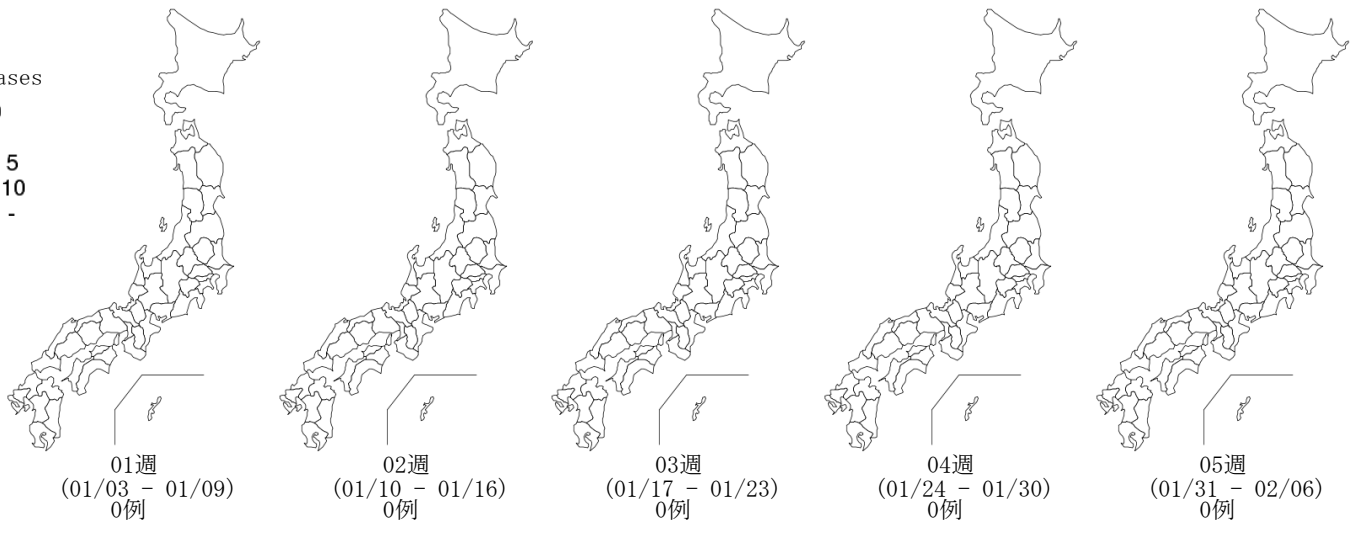 ases
5
10
-
01週
(01/03 - 01/09)
0例
02週
(01/10 - 01/16)
0例
03週
(01/17 - 01/23)
0例
04週
(01/24 - 01/30)
0例
05週
(01/31 - 02/06)
0例